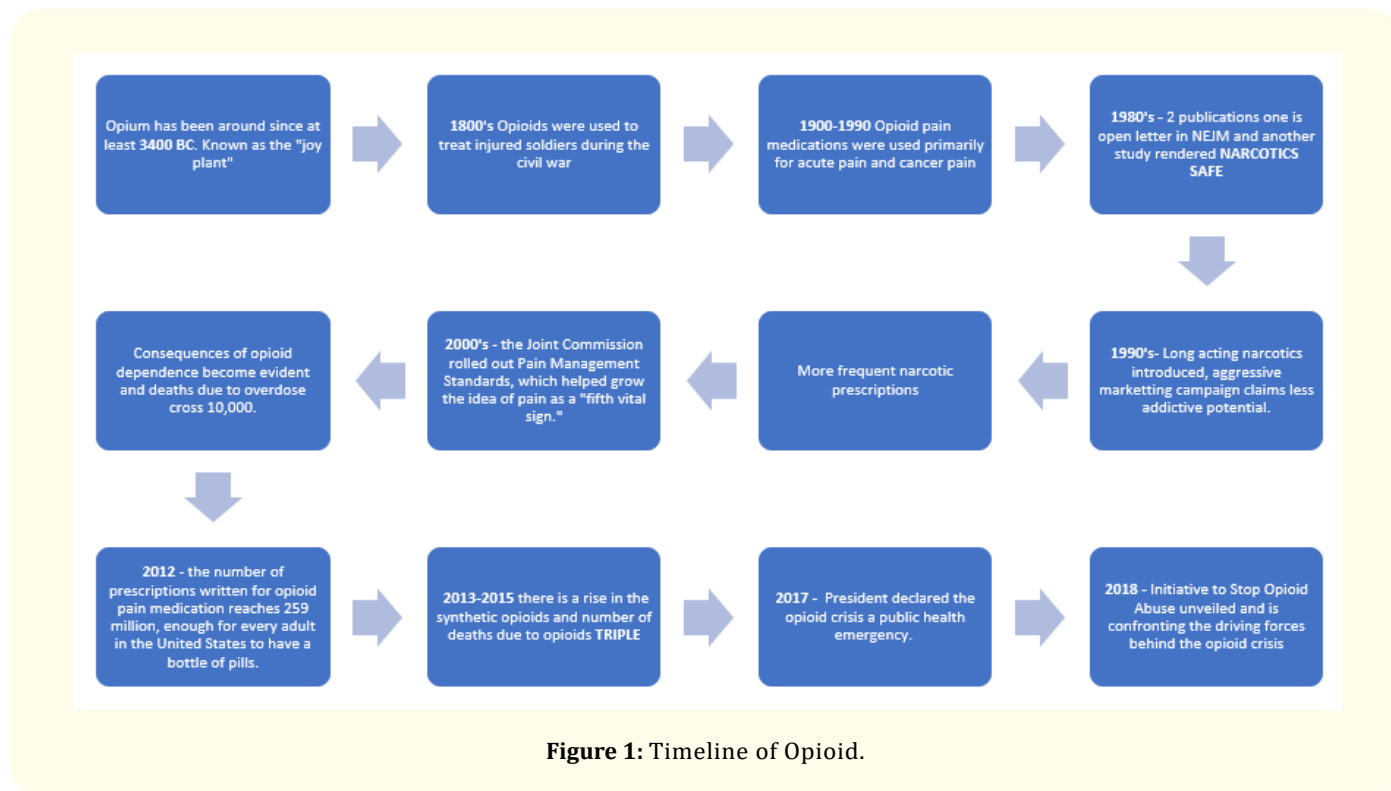 Opium has been around since at
least 3400 BC. Known as the "joy
plant"
1800's Opioids were used to
treat injured soldiers during the
civil war
1900-1990 Opioid pain
medications were used primarily
for acute pain and cancer pain
1980's - 2 publications one is
open letter in NEJM and another
study rendered NARCOTICS
SAFE
1990's- Long acting narcotics
introduced, aggressive
marketting campaign claims less
addictive potential.
More frequent narcotic
prescriptions
2000's - the Joint Commission
rolled out Pain Management
Standards, which helped grow
the idea of pain as a "fifth vital
sign."
Consequences of opioid
dependence become evident
and deaths due to overdose
cross 10,000.
2012 - the number of
prescriptions written for opioid
pain medication reaches 259
million, enough for every adult
in the United States to have a
bottle of pills.
2013-2015 there is a rise in the
synthetic opioids and number of
deaths due to opioids TRIPLE
2017 - President declared the
opioid crisis a public health
emergency.
2018 - Initiative to Stop Opioid
Abuse unveiled and is
confronting the driving forces
behind the opioid crisis
Figure 1: Timeline of Opioid.